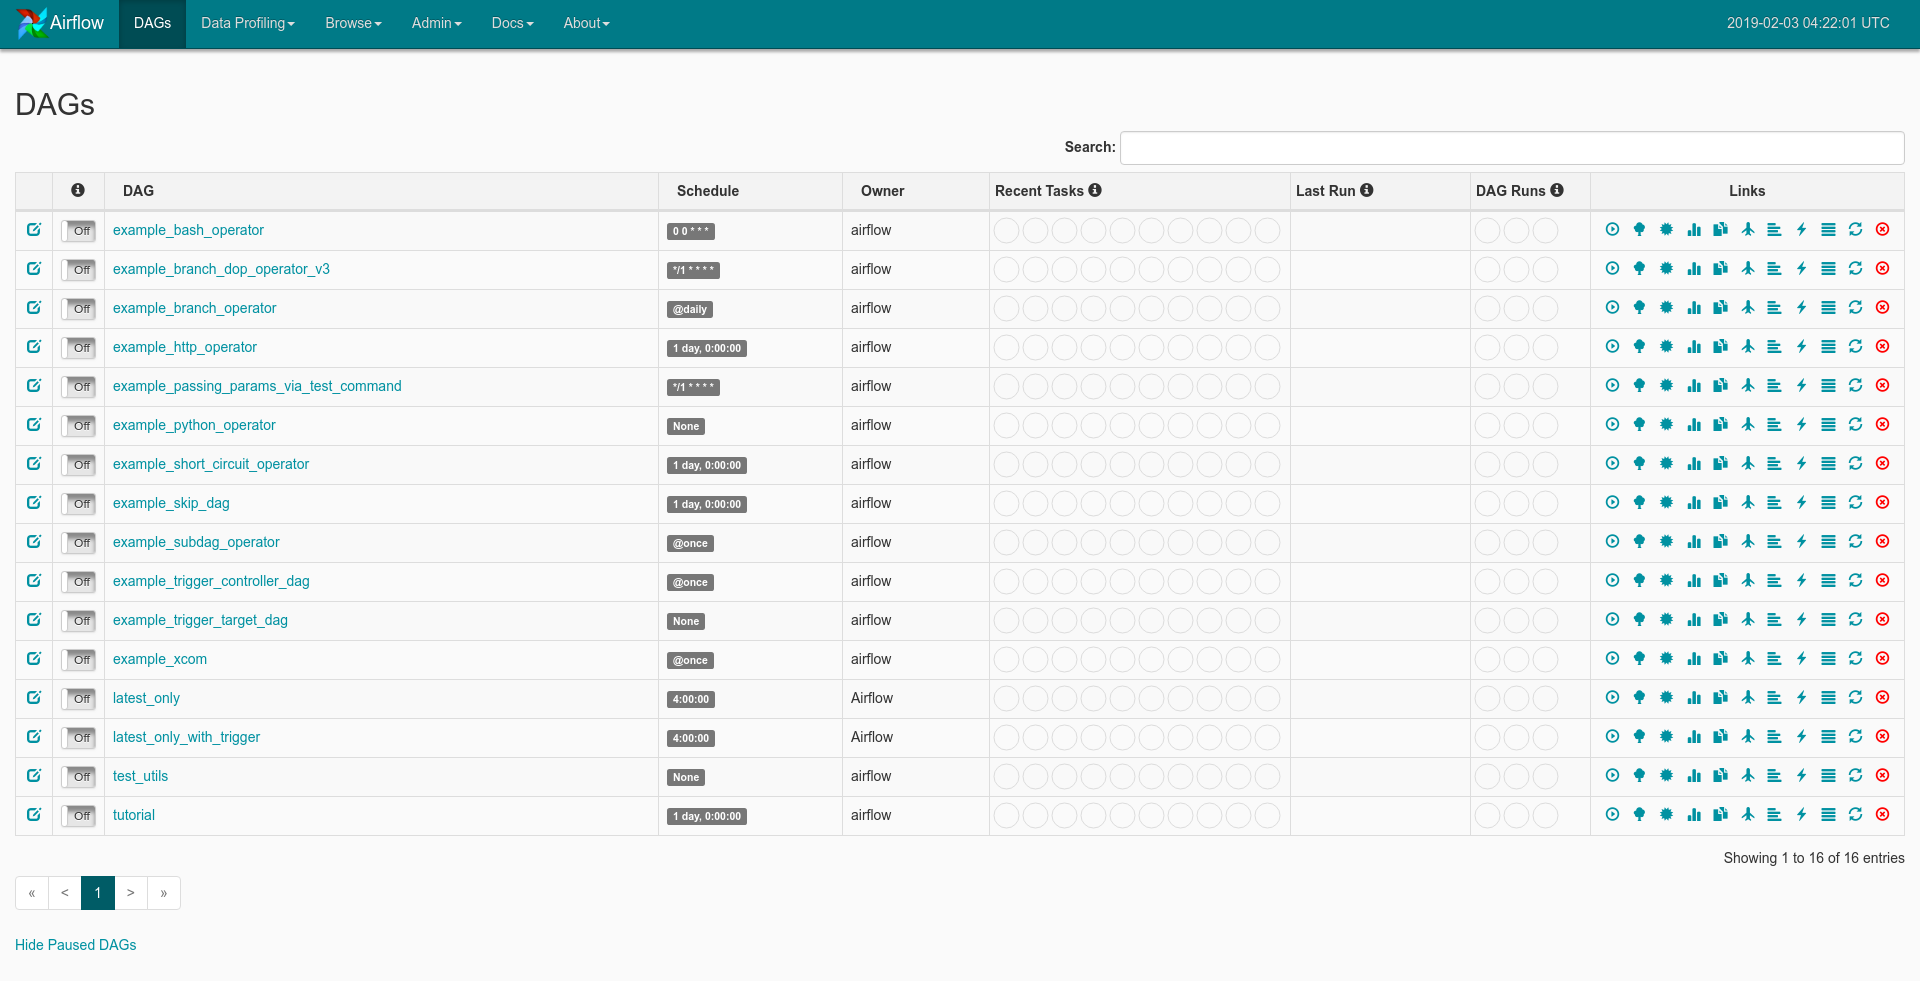 Airflow DAGs Data Profiling Browse Admin Docs About 2019-02-03 04:22:01 UTC
DAGs
Search:
DAG Schedule Owner Recent Tasks Last Run DAG Runs Links
Off example_bash_operator 0 0 * * * airflow
Off example_branch_dop_operator_v3 */1 * * * * airflow
Off example_branch_operator @daily airflow
Off example_http_operator 1 day, 0:00:00 airflow
Off example_passing_params_via_test_command */1 * * * * airflow
Off example_python_operator None airflow
Off example_short_circuit_operator 1 day, 0:00:00 airflow
Off example_skip_dag 1 day, 0:00:00 airflow
Off example_subdag_operator @once airflow
Off example_trigger_controller_dag @once airflow
Off example_trigger_target_dag None airflow
Off example_xcom @once airflow
Off latest_only 4:00:00 Airflow
Off latest_only_with_trigger 4:00:00 Airflow
Off test_utils None airflow
Off tutorial 1 day, 0:00:00 airflow
Showing 1 to 16 of 16 entries
« < 1 > »
Hide Paused DAGs